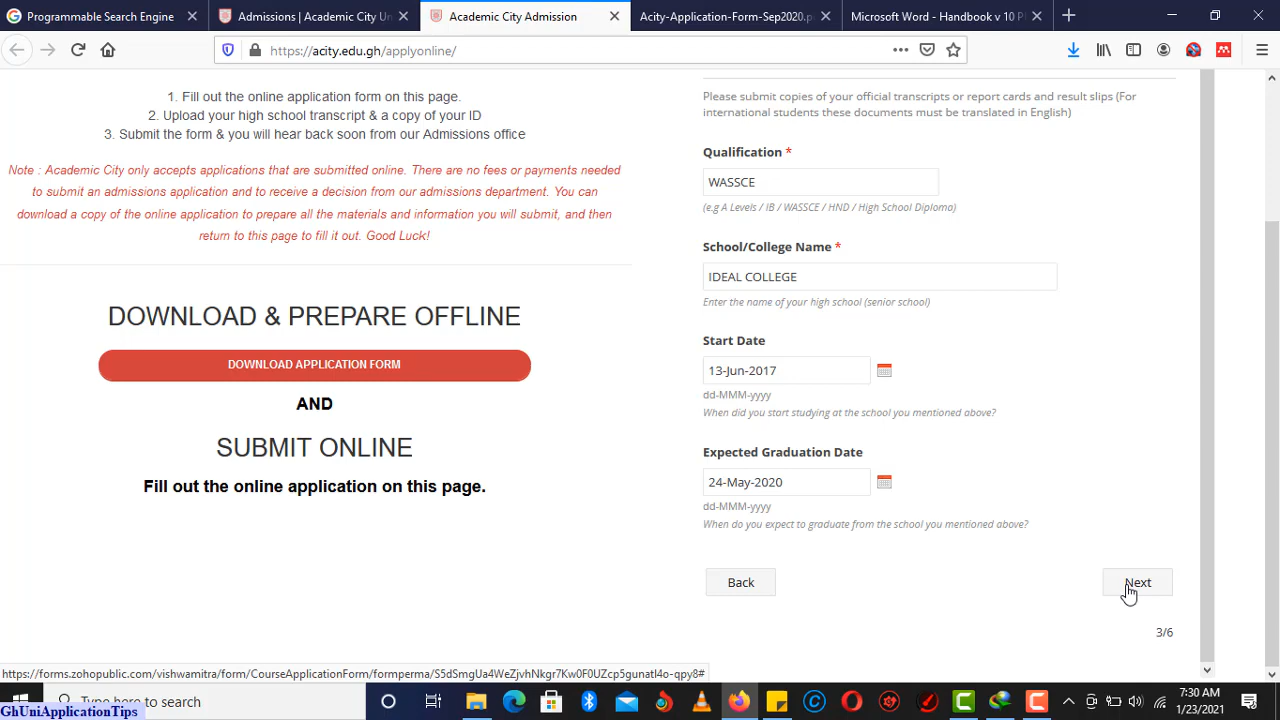 Programmable Search Engine
Admissions | Academic City Un
Academic City Admission
Acity-Application-Form-Sep2020.p
Microsoft Word - Handbook v 10 P
https://acity.edu.gh/applyonline/
1. Fill out the online application form on this page.
2. Upload your high school transcript & a copy of your ID
3. Submit the form & you will hear back soon from our Admissions office
Note : Academic City only accepts applications that are submitted online. There are no fees or payments needed
to submit an admissions application and to receive a decision from our admissions department. You can
download a copy of the online application to prepare all the materials and information you will submit, and then
return to this page to fill it out. Good Luck!
DOWNLOAD & PREPARE OFFLINE
DOWNLOAD APPLICATION FORM
AND
SUBMIT ONLINE
Fill out the online application on this page.
Please submit copies of your official transcripts or report cards and result slips (For
international students these documents must be translated in English)
Qualification *
WASSCE
(e.g A Levels / IB / WASSCE / HND / High School Diploma)
School/College Name *
IDEAL COLLEGE
Enter the name of your high school (senior school)
Start Date
13-Jun-2017
dd-MMM-yyyy
When did you start studying at the school you mentioned above?
Expected Graduation Date
24-May-2020
dd-MMM-yyyy
When do you expect to graduate from the school you mentioned above?
Back
Next
3/6
https://forms.zohopublic.com/vishwamitra/form/CourseApplicationForm/formperma/S5dSmgUa4WeZjvhNkgr7Kw0F0UZcp5gunatI4o-qpy8#
Type here to search
7:30 AM
1/23/2021
GhUniApplicationTips